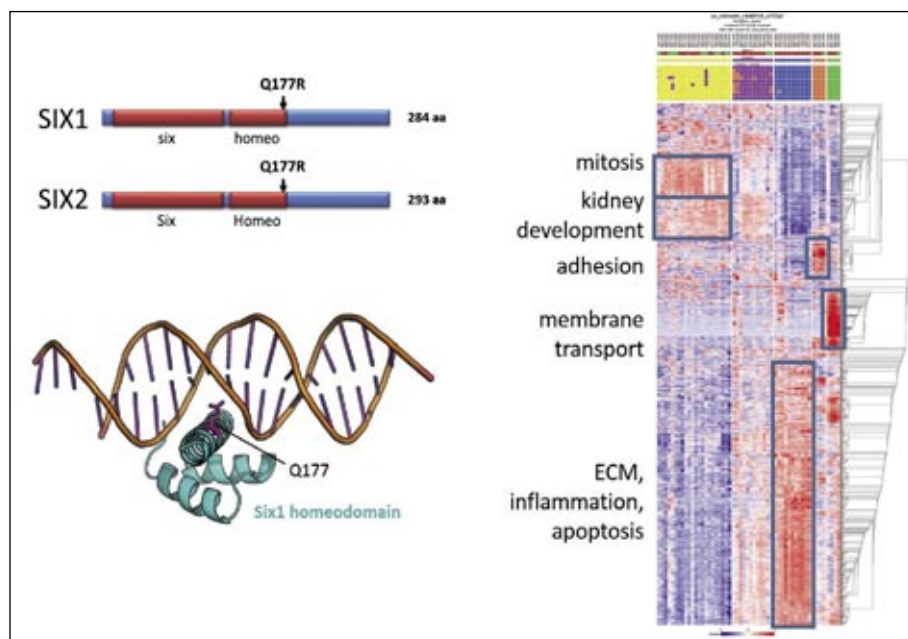 Q177R
SIX1
284 aa
six
homeo
Q177R
SIX2
293 aa
Six
Homeo
Q177
Six1 homeodomain
mitosis
kidney
development
adhesion
membrane
transport
ECM,
inflammation,
apoptosis